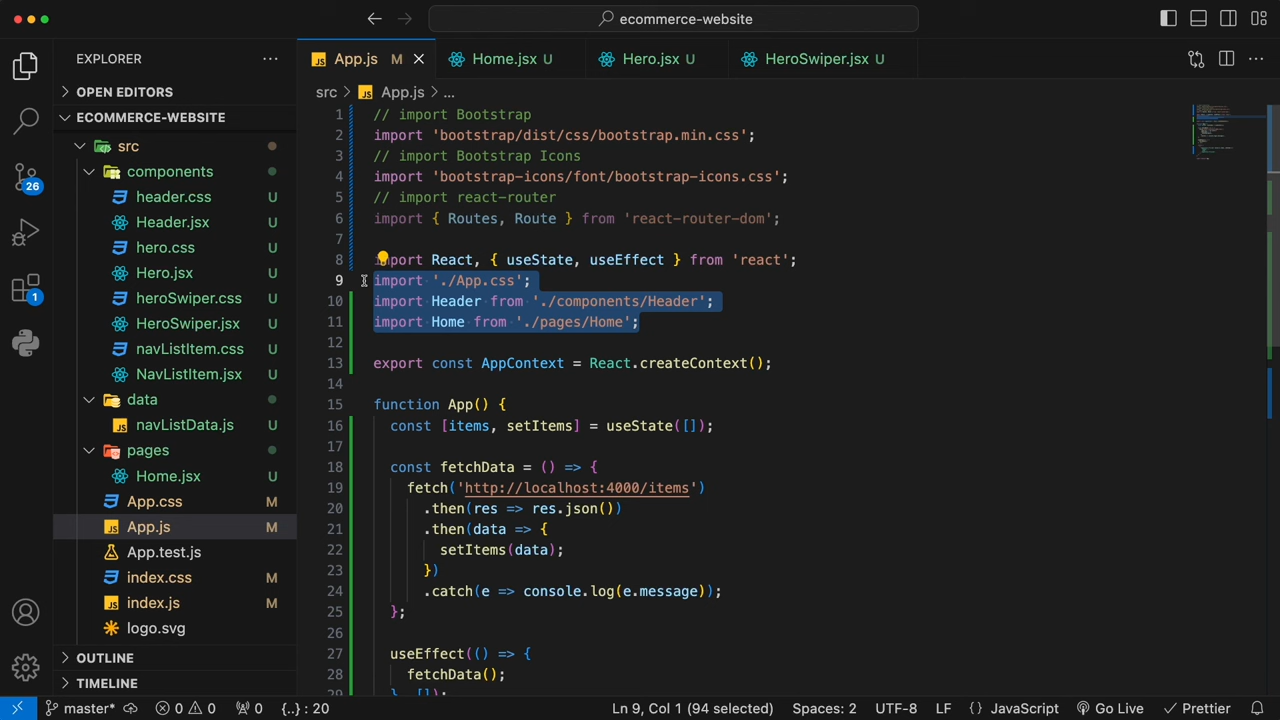 ecommerce-website
EXPLORER
App.js M
Home.jsx U
Hero.jsx U
HeroSwiper.jsx U
OPEN EDITORS
src > App.js > ...
ECOMMERCE-WEBSITE
src
components
header.css U
Header.jsx U
hero.css U
Hero.jsx U
heroSwiper.css U
HeroSwiper.jsx U
navListItem.css U
NavListItem.jsx U
data
navListData.js U
pages
Home.jsx U
App.css M
App.js M
App.test.js
index.css M
index.js M
logo.svg
OUTLINE
TIMELINE
26
1
1 // import Bootstrap
2 import 'bootstrap/dist/css/bootstrap.min.css';
3 // import Bootstrap Icons
4 import 'bootstrap-icons/font/bootstrap-icons.css';
5 // import react-router
6 import { Routes, Route } from 'react-router-dom';
7
8 import React, { useState, useEffect } from 'react';
9 import './App.css';
10 import Header from './components/Header';
11 import Home from './pages/Home';
12
13 export const AppContext = React.createContext();
14
15 function App() {
16 const [items, setItems] = useState([]);
17
18 const fetchData = () => {
19 fetch('http://localhost:4000/items')
20 .then(res => res.json())
21 .then(data => {
22 setItems(data);
23 })
24 .catch(e => console.log(e.message));
25 };
26
27 useEffect(() => {
28 fetchData();
29 }, []);
master* 0 0 0 {..} : 20 Ln 9, Col 1 (94 selected) Spaces: 2 UTF-8 LF {} JavaScript Go Live Prettier